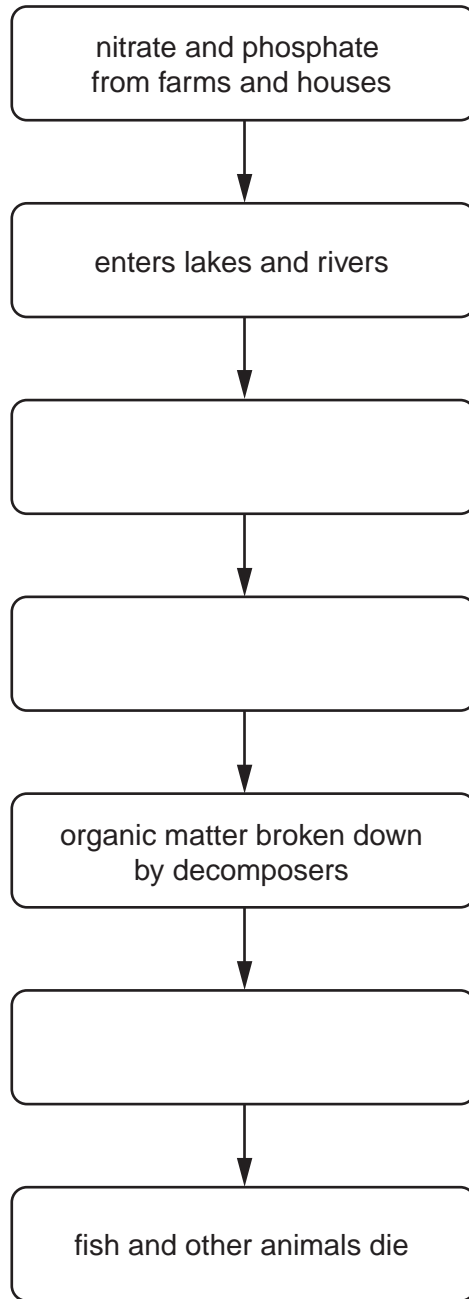 nitrate and phosphate
from farms and houses
enters lakes and rivers
organic matter broken down
by decomposers
fish and other animals die